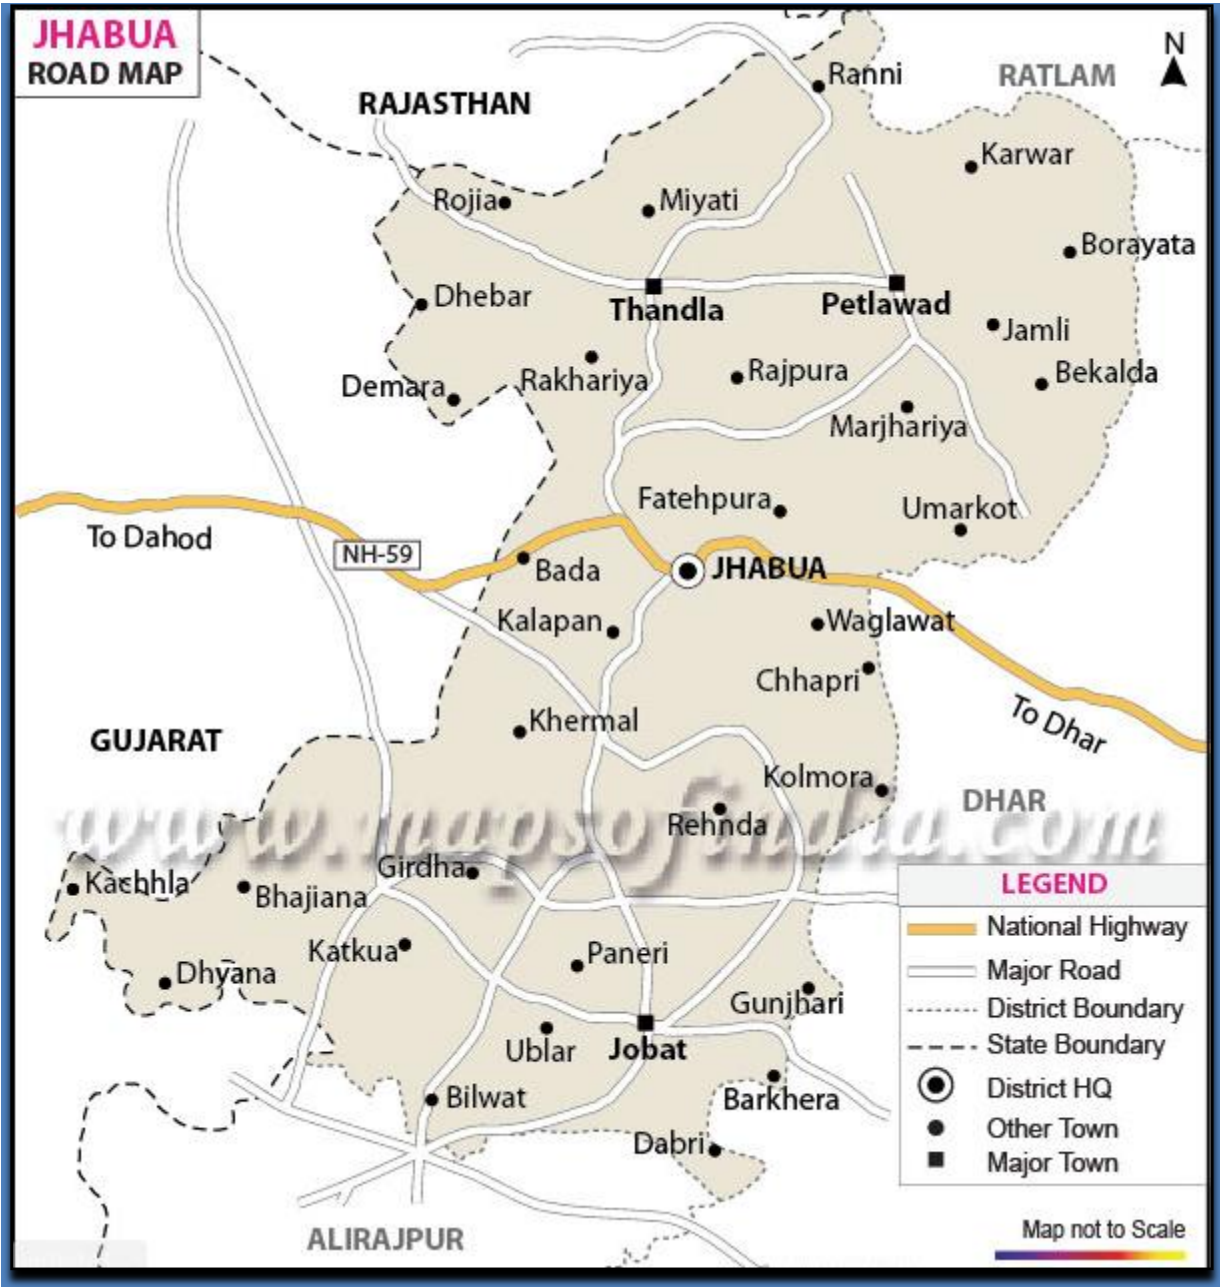 JHABUA
ROAD MAP
N
RATLAM
Ranni
RAJASTHAN
Karwar
Rojia
Miyati
Borayata
Dhebar
Thandla
Petlawad
Jamli
Rakhariya
Rajpura
Bekalda
Demara
Marjhariya
Fatehpura
Umarkot
To Dahod
NH-59
Bada
JHABUA
Kalapan
Waglawat
Chhapri
To Dhar
Khermal
GUJARAT
Kolmora
DHAR
Rehnda
www.mapsofindia.com
Girdha
Kachhla
Bhajiana
Katkua
Paneri
Dhyana
Gunjhari
Ublar
Jobat
Bilwat
Barkhera
Dabri
ALIRAJPUR
LEGEND
National Highway
Major Road
District Boundary
State Boundary
District HQ
Other Town
Major Town
Map not to Scale